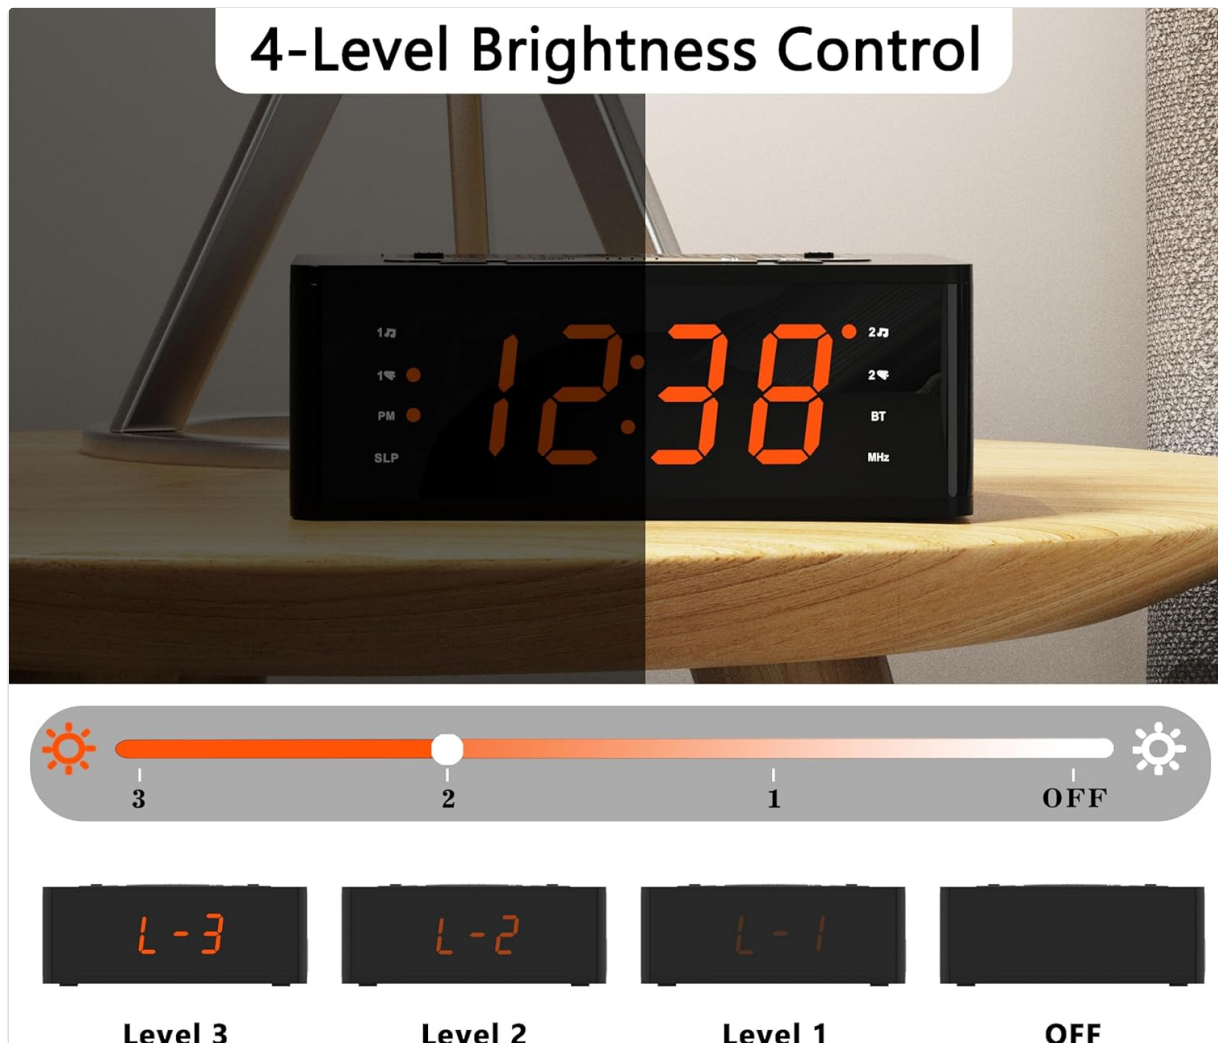 4-Level Brightness Control
1
2
12:38
1
2
PM
BT
SLP
MHz
3 2 1 OFF
L-3 L-2 L-1
Level 3 Level 2 Level 1 OFF